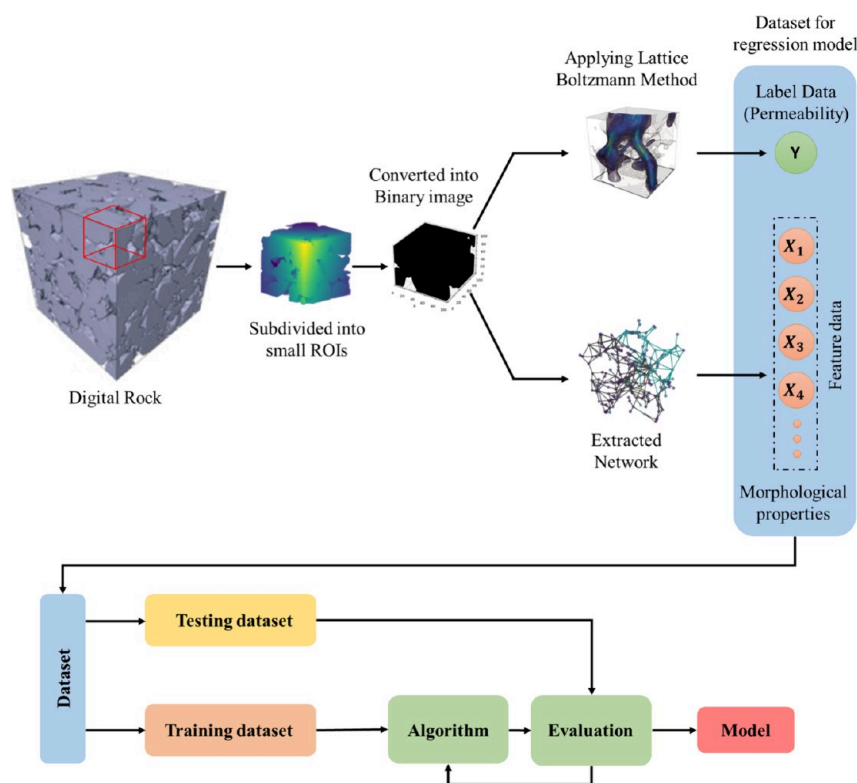 Dataset for
regression model
Applying Lattice
Boltzmann Method
Label Data
(Permeability)
Y
Converted into
Binary image
X₁
X₂
X₃
X₄
Feature data
Subdivided into
small ROIs
Digital Rock
Extracted
Network
Morphological
properties
Dataset
Testing dataset
Training dataset
Algorithm
Evaluation
Model